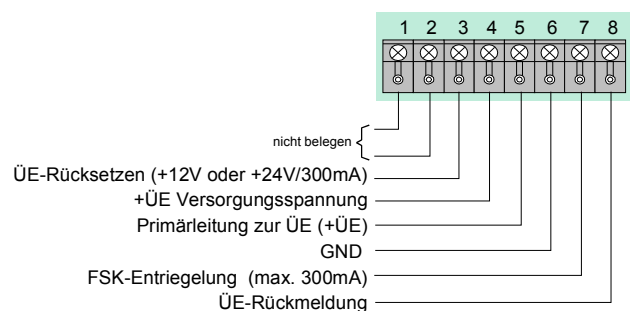 1 2 3 4 5 6 7 8
nicht belegen
ÜE-Rücksetzen (+12V oder +24V/300mA)
+ÜE Versorgungsspannung
Primärleitung zur ÜE (+ÜE)
GND
FSK-Entriegelung (max. 300mA)
ÜE-Rückmeldung